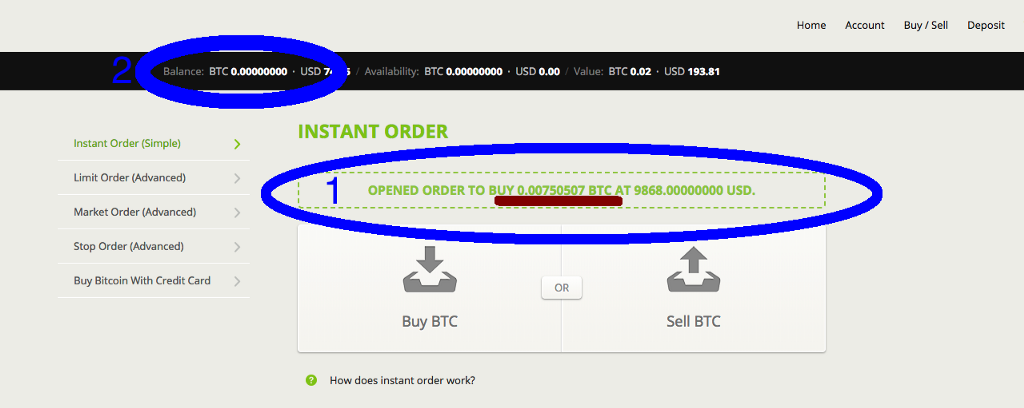 Home Account Buy / Sell Deposit
2 Balance: BTC 0.00000000 · USD / Availability: BTC 0.00000000 · USD 0.00 / Value: BTC 0.02 · USD 193.81
INSTANT ORDER
Instant Order (Simple)
Limit Order (Advanced)
1 OPENED ORDER TO BUY 0.00750507 BTC AT 9868.00000000 USD.
Market Order (Advanced)
Stop Order (Advanced)
Buy Bitcoin With Credit Card
OR
Buy BTC
Sell BTC
? How does instant order work?